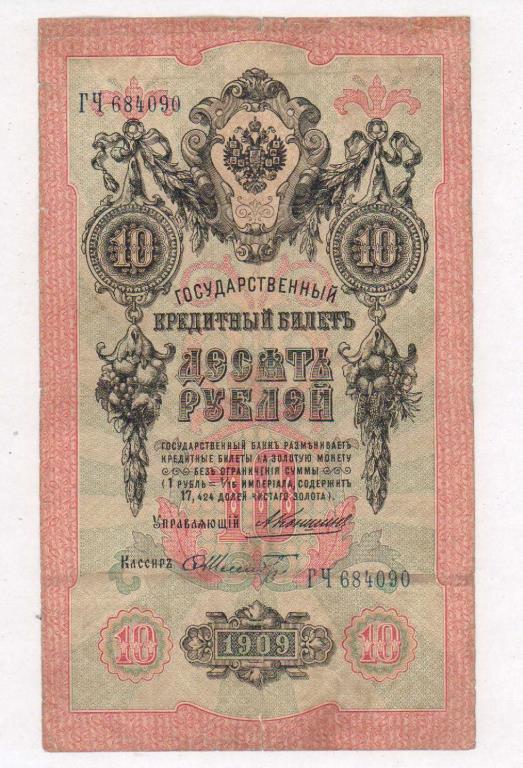 ГЧ 684090
10 10
ГОСУДАРСТВЕННЫЙ
КРЕДИТНЫЙ БИЛЕТЪ
ДЕСЯТЬ
РУБЛЕЙ
ГОСУДАРСТВЕННЫЙ БАНКЪ РАЗМѢНИВАЕТЪ
КРЕДИТНЫЕ БИЛЕТЫ НА ЗОЛОТУЮ МОНЕТУ
БЕЗЪ ОГРАНИЧЕНІЯ СУММЫ
(1 РУБЛЬ = 1/15 ИМПЕРІАЛА, СОДЕРЖИТЪ
17,424 ДОЛЕЙ ЧИСТАГО ЗОЛОТА).
10
УПРАВЛЯЮЩІЙ
КАССИРЪ
ГЧ 684090
10 1909 10